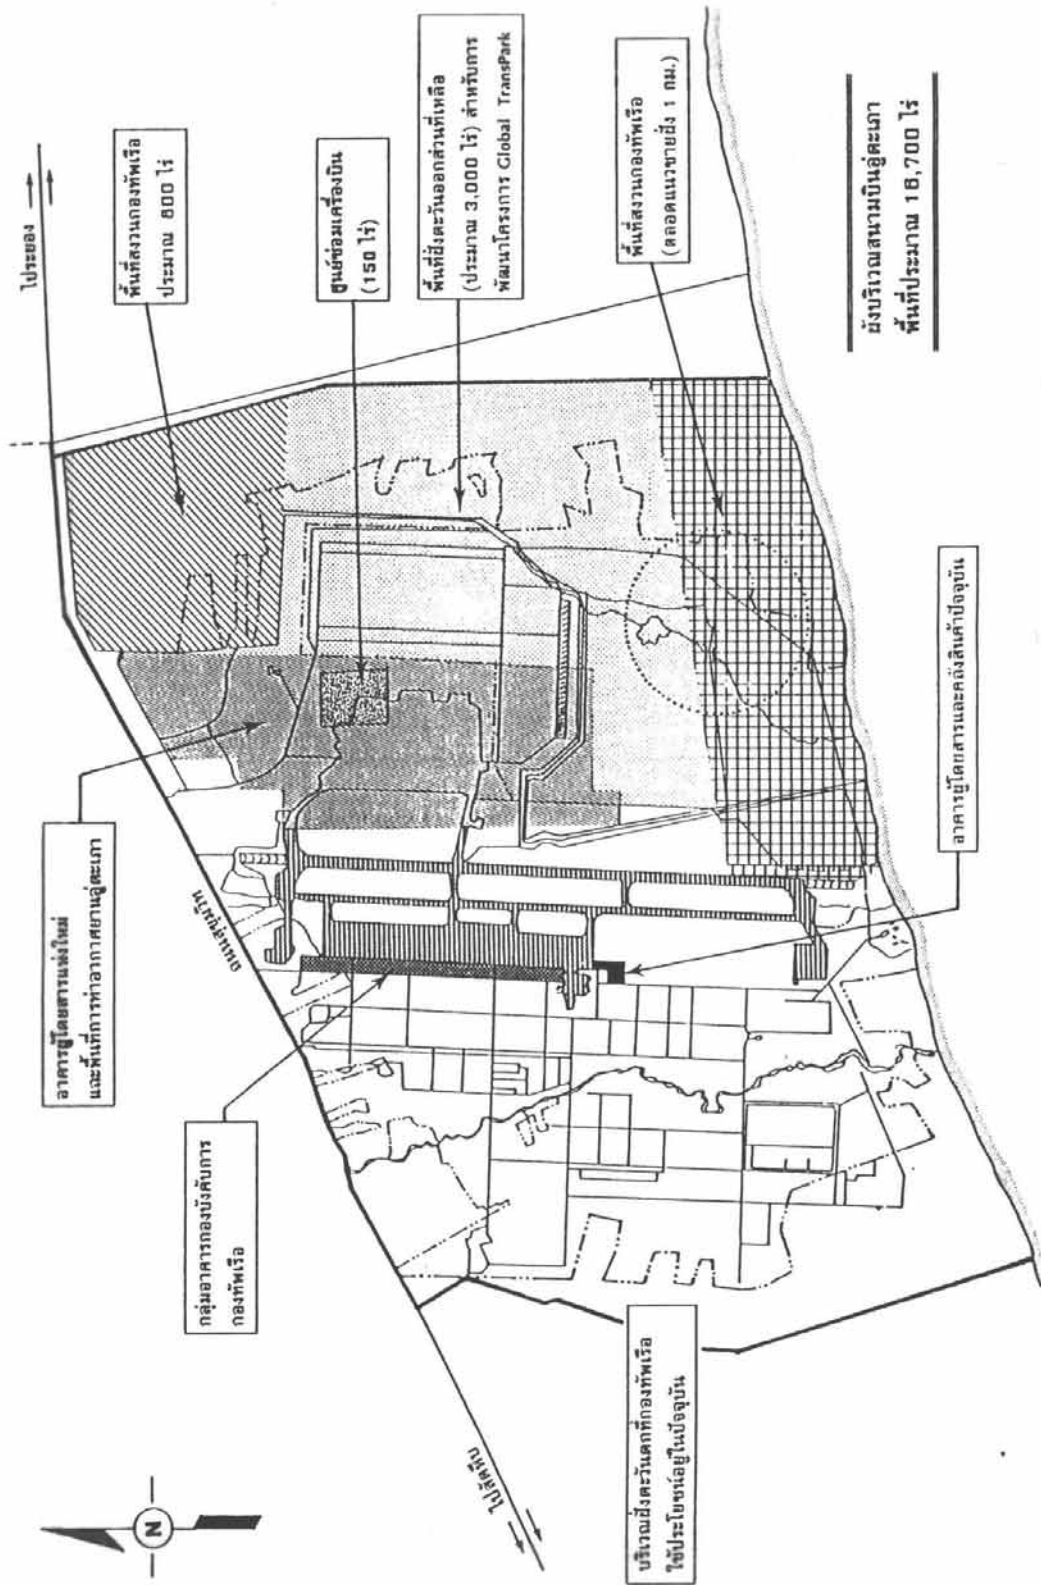 ไประยอง
พื้นที่สงวนกองทัพเรือ
ประมาณ 800 ไร่
ศูนย์ซ่อมเครื่องบิน
(150 ไร่)
พื้นที่ฝั่งตะวันออกส่วนที่เหลือ
(ประมาณ 3,000 ไร่) สำหรับการ
พัฒนาโครงการ Global TransPark
พื้นที่สงวนกองทัพเรือ
(ตลอดแนวชายฝั่ง 1 กม.)
อาคารผู้โดยสารแห่งใหม่
และพื้นที่การท่าอากาศยานอู่ตะเภา
ถนนสุขุมวิท
กลุ่มอาคารกองบังคับการ
กองทัพเรือ
อาคารผู้โดยสารและคลังสินค้าปัจจุบัน
ไปสัตหีบ
บริเวณฝั่งตะวันตกที่กองทัพเรือ
ใช้ประโยชน์อยู่ในปัจจุบัน
N
ผังบริเวณสนามบินอู่ตะเภา
พื้นที่ประมาณ 16,700 ไร่